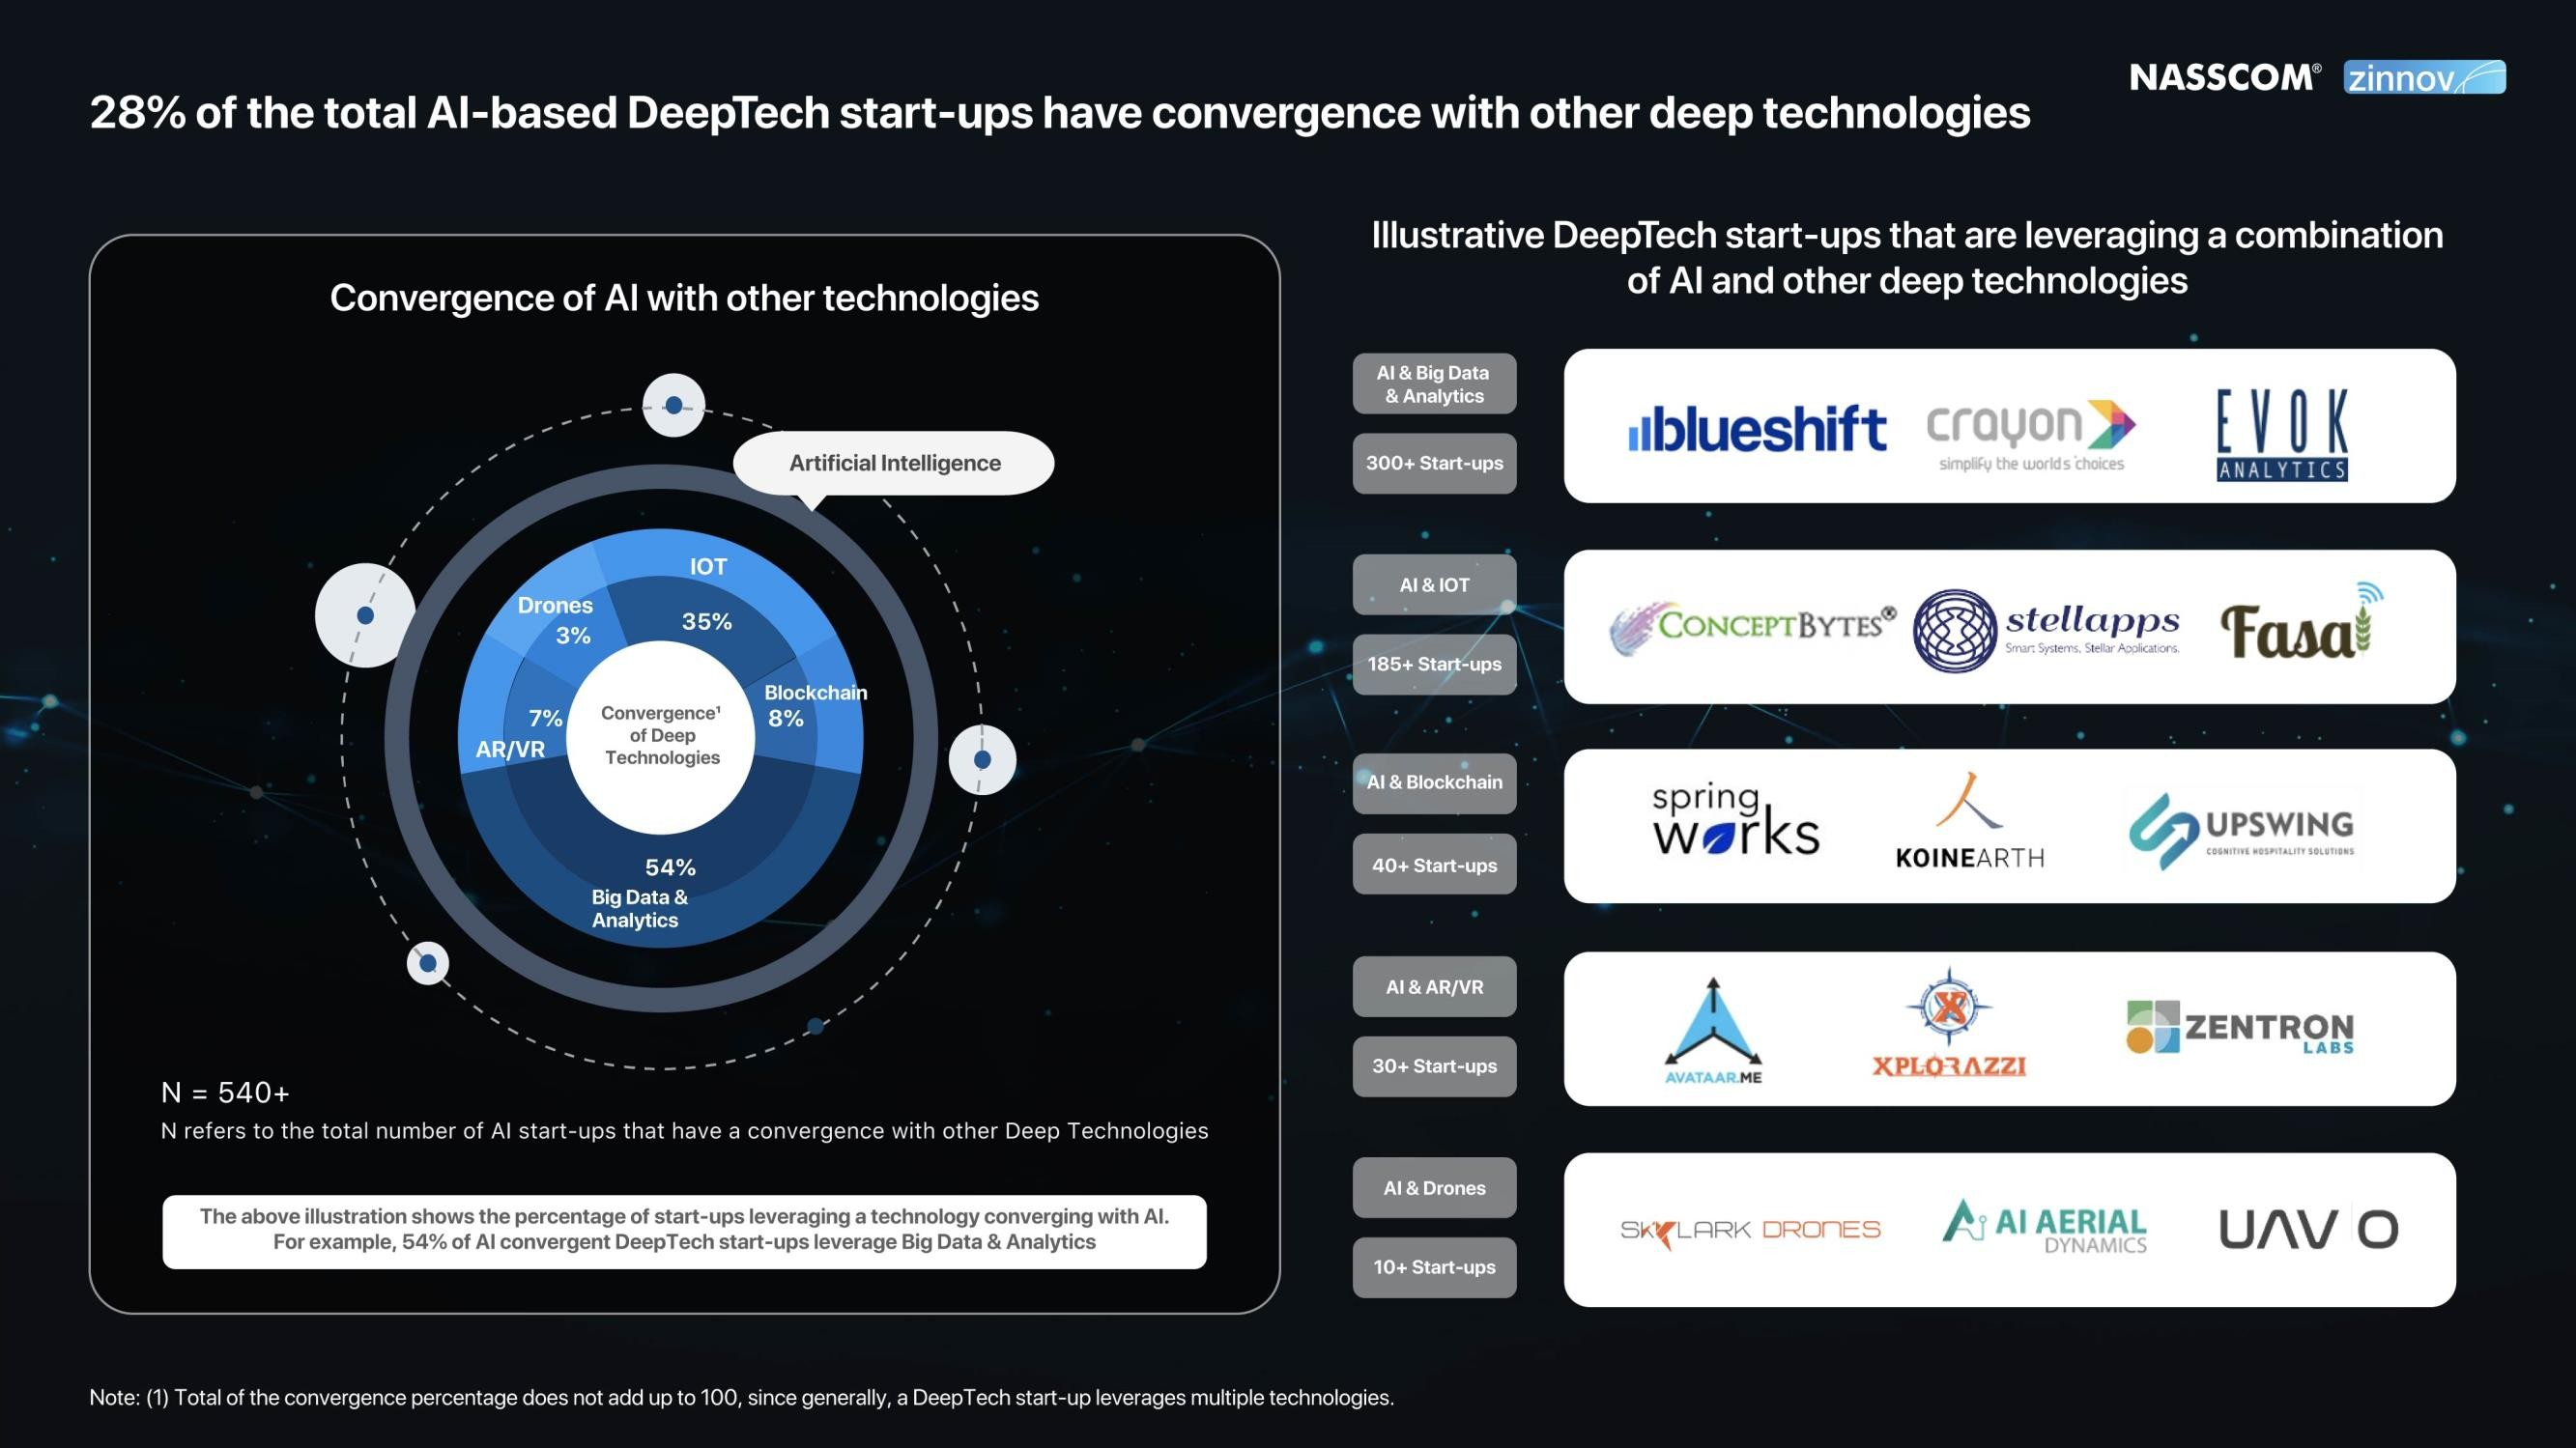 NASSCOM® zinnov
28% of the total AI-based DeepTech start-ups have convergence with other deep technologies
Convergence of AI with other technologies
Artificial Intelligence
IOT
35%
Drones
3%
Blockchain
8%
7%
AR/VR
Convergence¹
of Deep
Technologies
54%
Big Data &
Analytics
N = 540+
N refers to the total number of AI start-ups that have a convergence with other Deep Technologies
The above illustration shows the percentage of start-ups leveraging a technology converging with AI.
For example, 54% of AI convergent DeepTech start-ups leverage Big Data & Analytics
Illustrative DeepTech start-ups that are leveraging a combination
of AI and other deep technologies
AI & Big Data
& Analytics
300+ Start-ups
blueshift
crayon
simplify the world's choices
EVOK
ANALYTICS
AI & IOT
185+ Start-ups
CONCEPTBYTES®
stellapps
Smart Systems, Stellar Applications.
Fasal
AI & Blockchain
40+ Start-ups
spring
works
KOINEARTH
UPSWING
COGNITIVE HOSPITALITY SOLUTIONS
AI & AR/VR
30+ Start-ups
AVATAAR.ME
XPLORAZZI
ZENTRON
LABS
AI & Drones
10+ Start-ups
SKYLARK DRONES
AI AERIAL
DYNAMICS
UAV|O
Note: (1) Total of the convergence percentage does not add up to 100, since generally, a DeepTech start-up leverages multiple technologies.